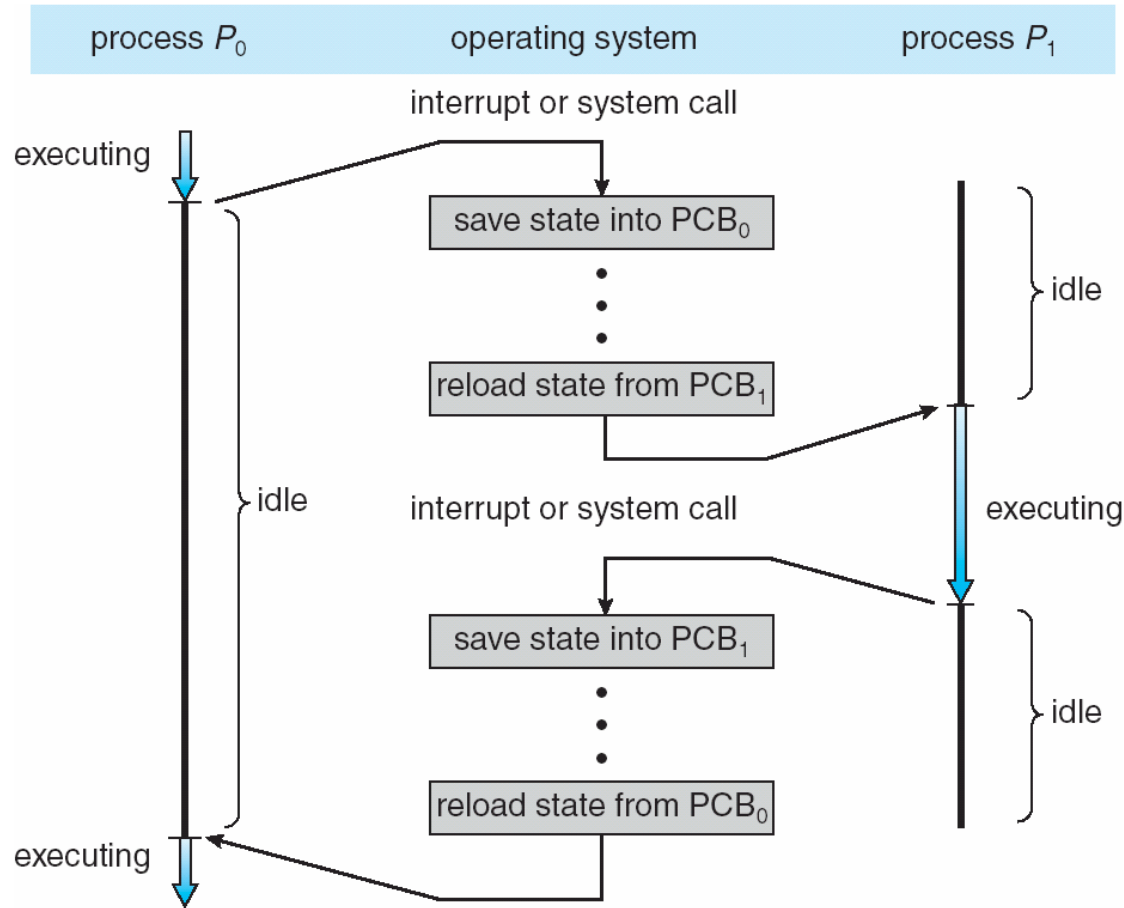 process P₀ operating system process P₁
interrupt or system call
executing
save state into PCB₀
idle
reload state from PCB₁
idle
interrupt or system call
executing
save state into PCB₁
idle
reload state from PCB₀
executing